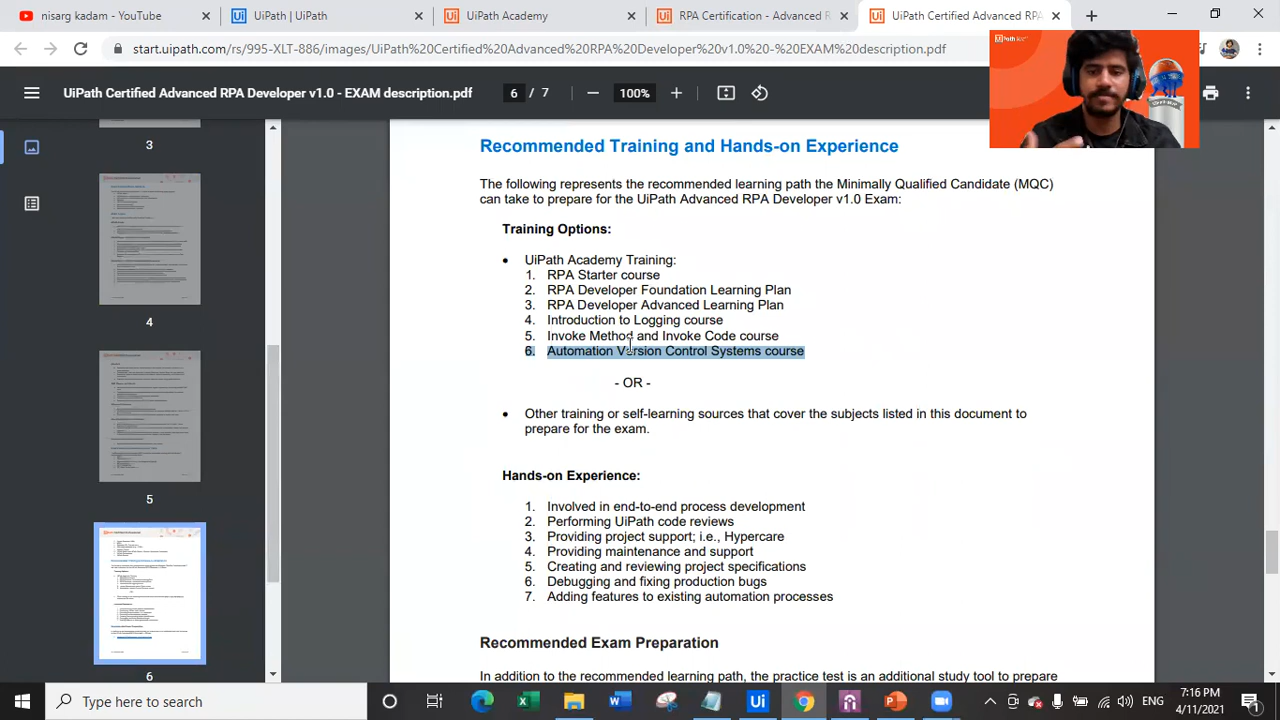 nisarg kadam - YouTube
UiPath | UiPath
UiPath Academy
RPA Certification - Advanced R
UiPath Certified Advanced RPA D
start.uipath.com/rs/995-XLT
ages/UiPath%
Certified%20Advanced%20RPA%20Developer%20v1.0%20-%20EXAM%20description.pdf
UiPath Certified Advanced RPA Developer v1.0 - EXAM description.pdf
6 / 7
100%
3
4
5
6
Recommended Training and Hands-on Experience
The following represents the recommended learning path the Minimally Qualified Candidate (MQC)
can take to prepare for the UiPath Advanced RPA Developer v1.0 Exam:
Training Options:
• UiPath Academy Training:
1. RPA Starter course
2. RPA Developer Foundation Learning Plan
3. RPA Developer Advanced Learning Plan
4. Introduction to Logging course
5. Invoke Method and Invoke Code course
6. Automation Version Control Systems course
- OR -
• Other training or self-learning sources that cover the subjects listed in this document to
prepare for the exam.
Hands-on Experience:
1. Involved in end-to-end process development
2. Performing UiPath code reviews
3. Providing project support; i.e., Hypercare
4. Providing maintenance and support
5. Creating and reviewing project specifications
6. Debugging and fixing production bugs
7. Adding features to existing automation processes
Recommended Exam Preparation
In addition to the recommended learning path, the practice test is an additional study tool to prepare
Type here to search
ENG
7:16 PM
4/11/2021